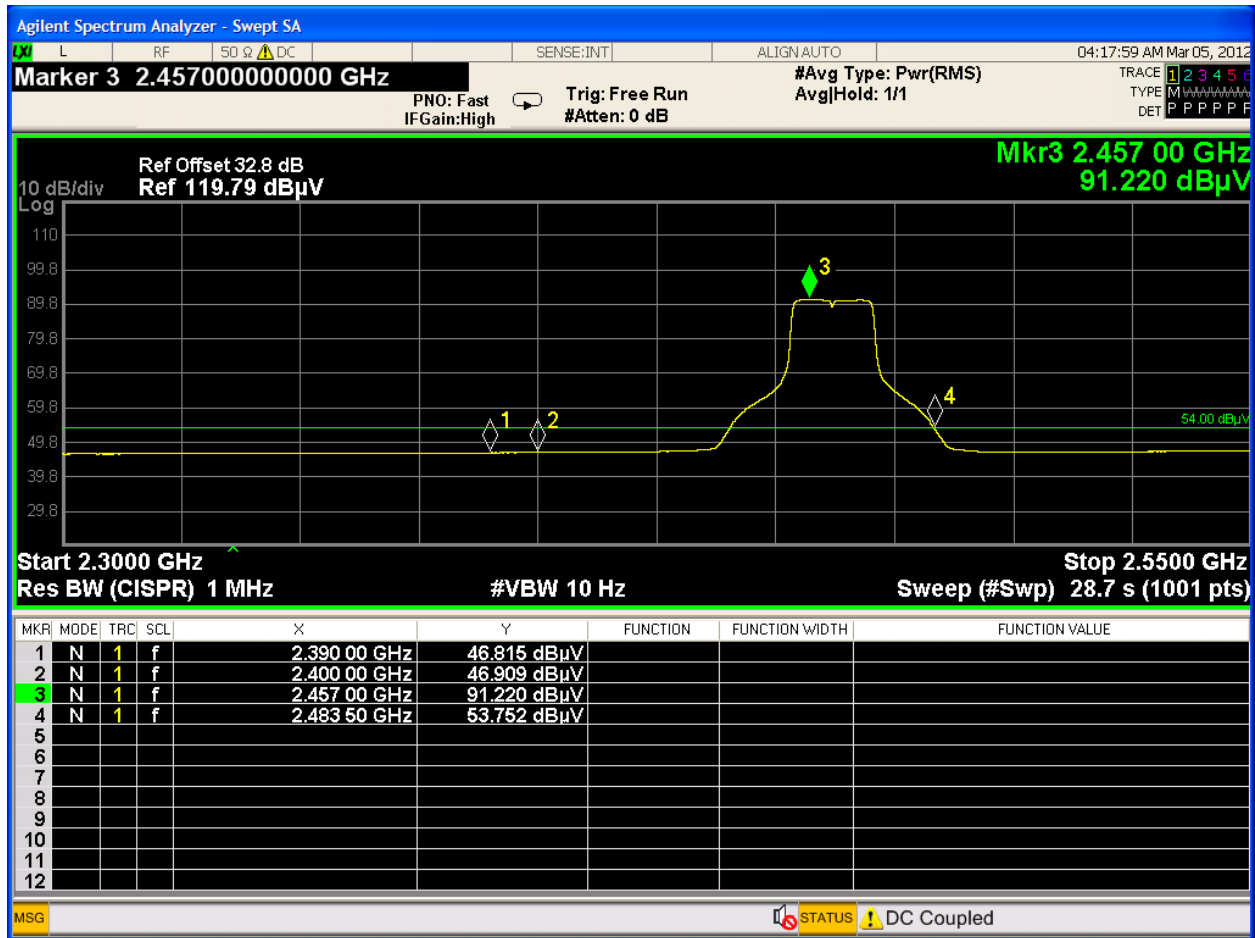 Agilent Spectrum Analyzer - Swept SA
LXI L RF 50 Ω DC SENSE:INT ALIGNAUTO 04:17:59 AM Mar 05, 2012
Marker 3 2.457000000000 GHz
PNO: Fast
IFGain:High
Trig: Free Run
#Atten: 0 dB
#Avg Type: Pwr(RMS)
Avg|Hold: 1/1
TRACE 1 2 3 4 5 6
TYPE M
DET P P P P P P
Mkr3 2.457 00 GHz
91.220 dBµV
Ref Offset 32.8 dB
10 dB/div Ref 119.79 dBµV
Log
110
99.8
89.8
79.8
69.8
59.8
49.8
39.8
29.8
1
2
3
4
54.00 dBµV
Start 2.3000 GHz Stop 2.5500 GHz
Res BW (CISPR) 1 MHz #VBW 10 Hz Sweep (#Swp) 28.7 s (1001 pts)
MKR MODE TRC SCL X Y FUNCTION FUNCTION WIDTH FUNCTION VALUE
1 N 1 f 2.390 00 GHz 46.815 dBµV
2 N 1 f 2.400 00 GHz 46.909 dBµV
3 N 1 f 2.457 00 GHz 91.220 dBµV
4 N 1 f 2.483 50 GHz 53.752 dBµV
5
6
7
8
9
10
11
12
MSG STATUS DC Coupled